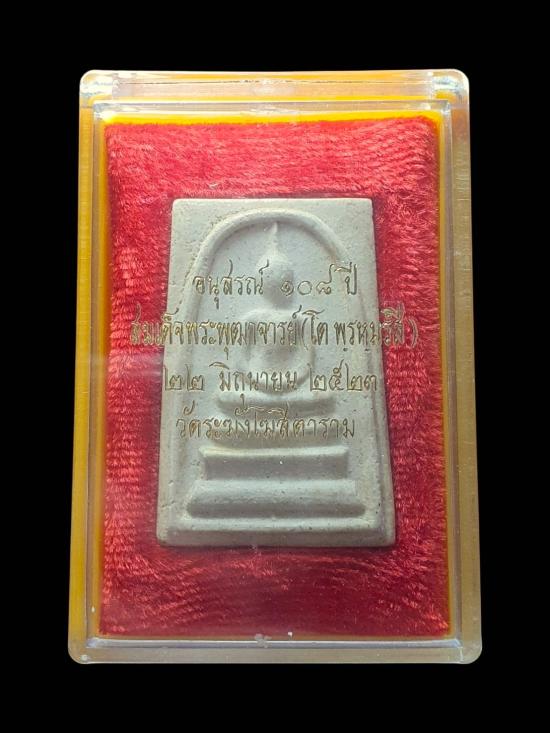 อนุสรณ์ ๑๐๘ ปี
สมเด็จพระพุฒาจารย์ (โต พรหมรังสี)
๒๒ มิถุนายน ๒๕๒๓
วัดระฆังโฆสิตาราม